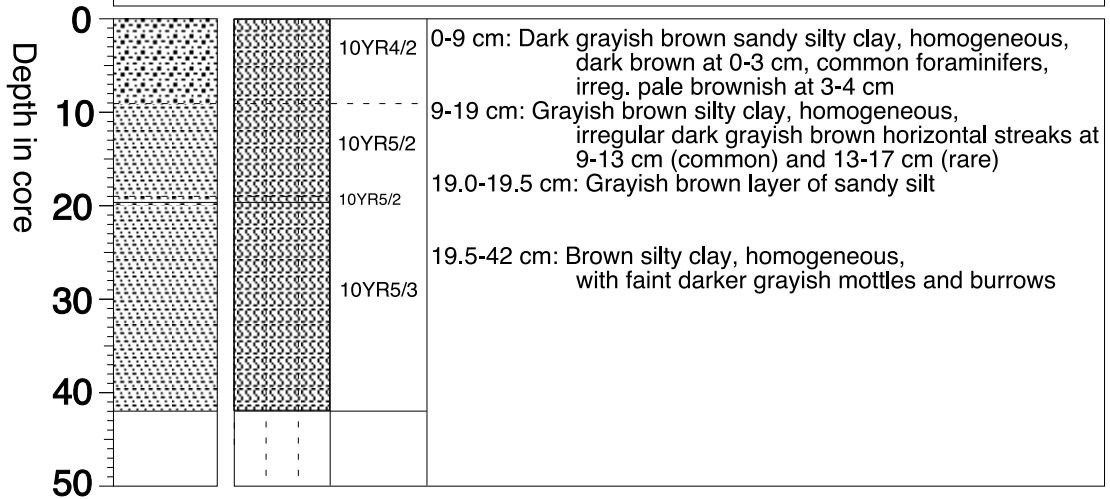 Depth in core
0
10
20
30
40
50
10YR4/2
10YR5/2
10YR5/2
10YR5/3
0-9 cm: Dark grayish brown sandy silty clay, homogeneous,
dark brown at 0-3 cm, common foraminifers,
irreg. pale brownish at 3-4 cm
9-19 cm: Grayish brown silty clay, homogeneous,
irregular dark grayish brown horizontal streaks at
9-13 cm (common) and 13-17 cm (rare)
19.0-19.5 cm: Grayish brown layer of sandy silt
19.5-42 cm: Brown silty clay, homogeneous,
with faint darker grayish mottles and burrows